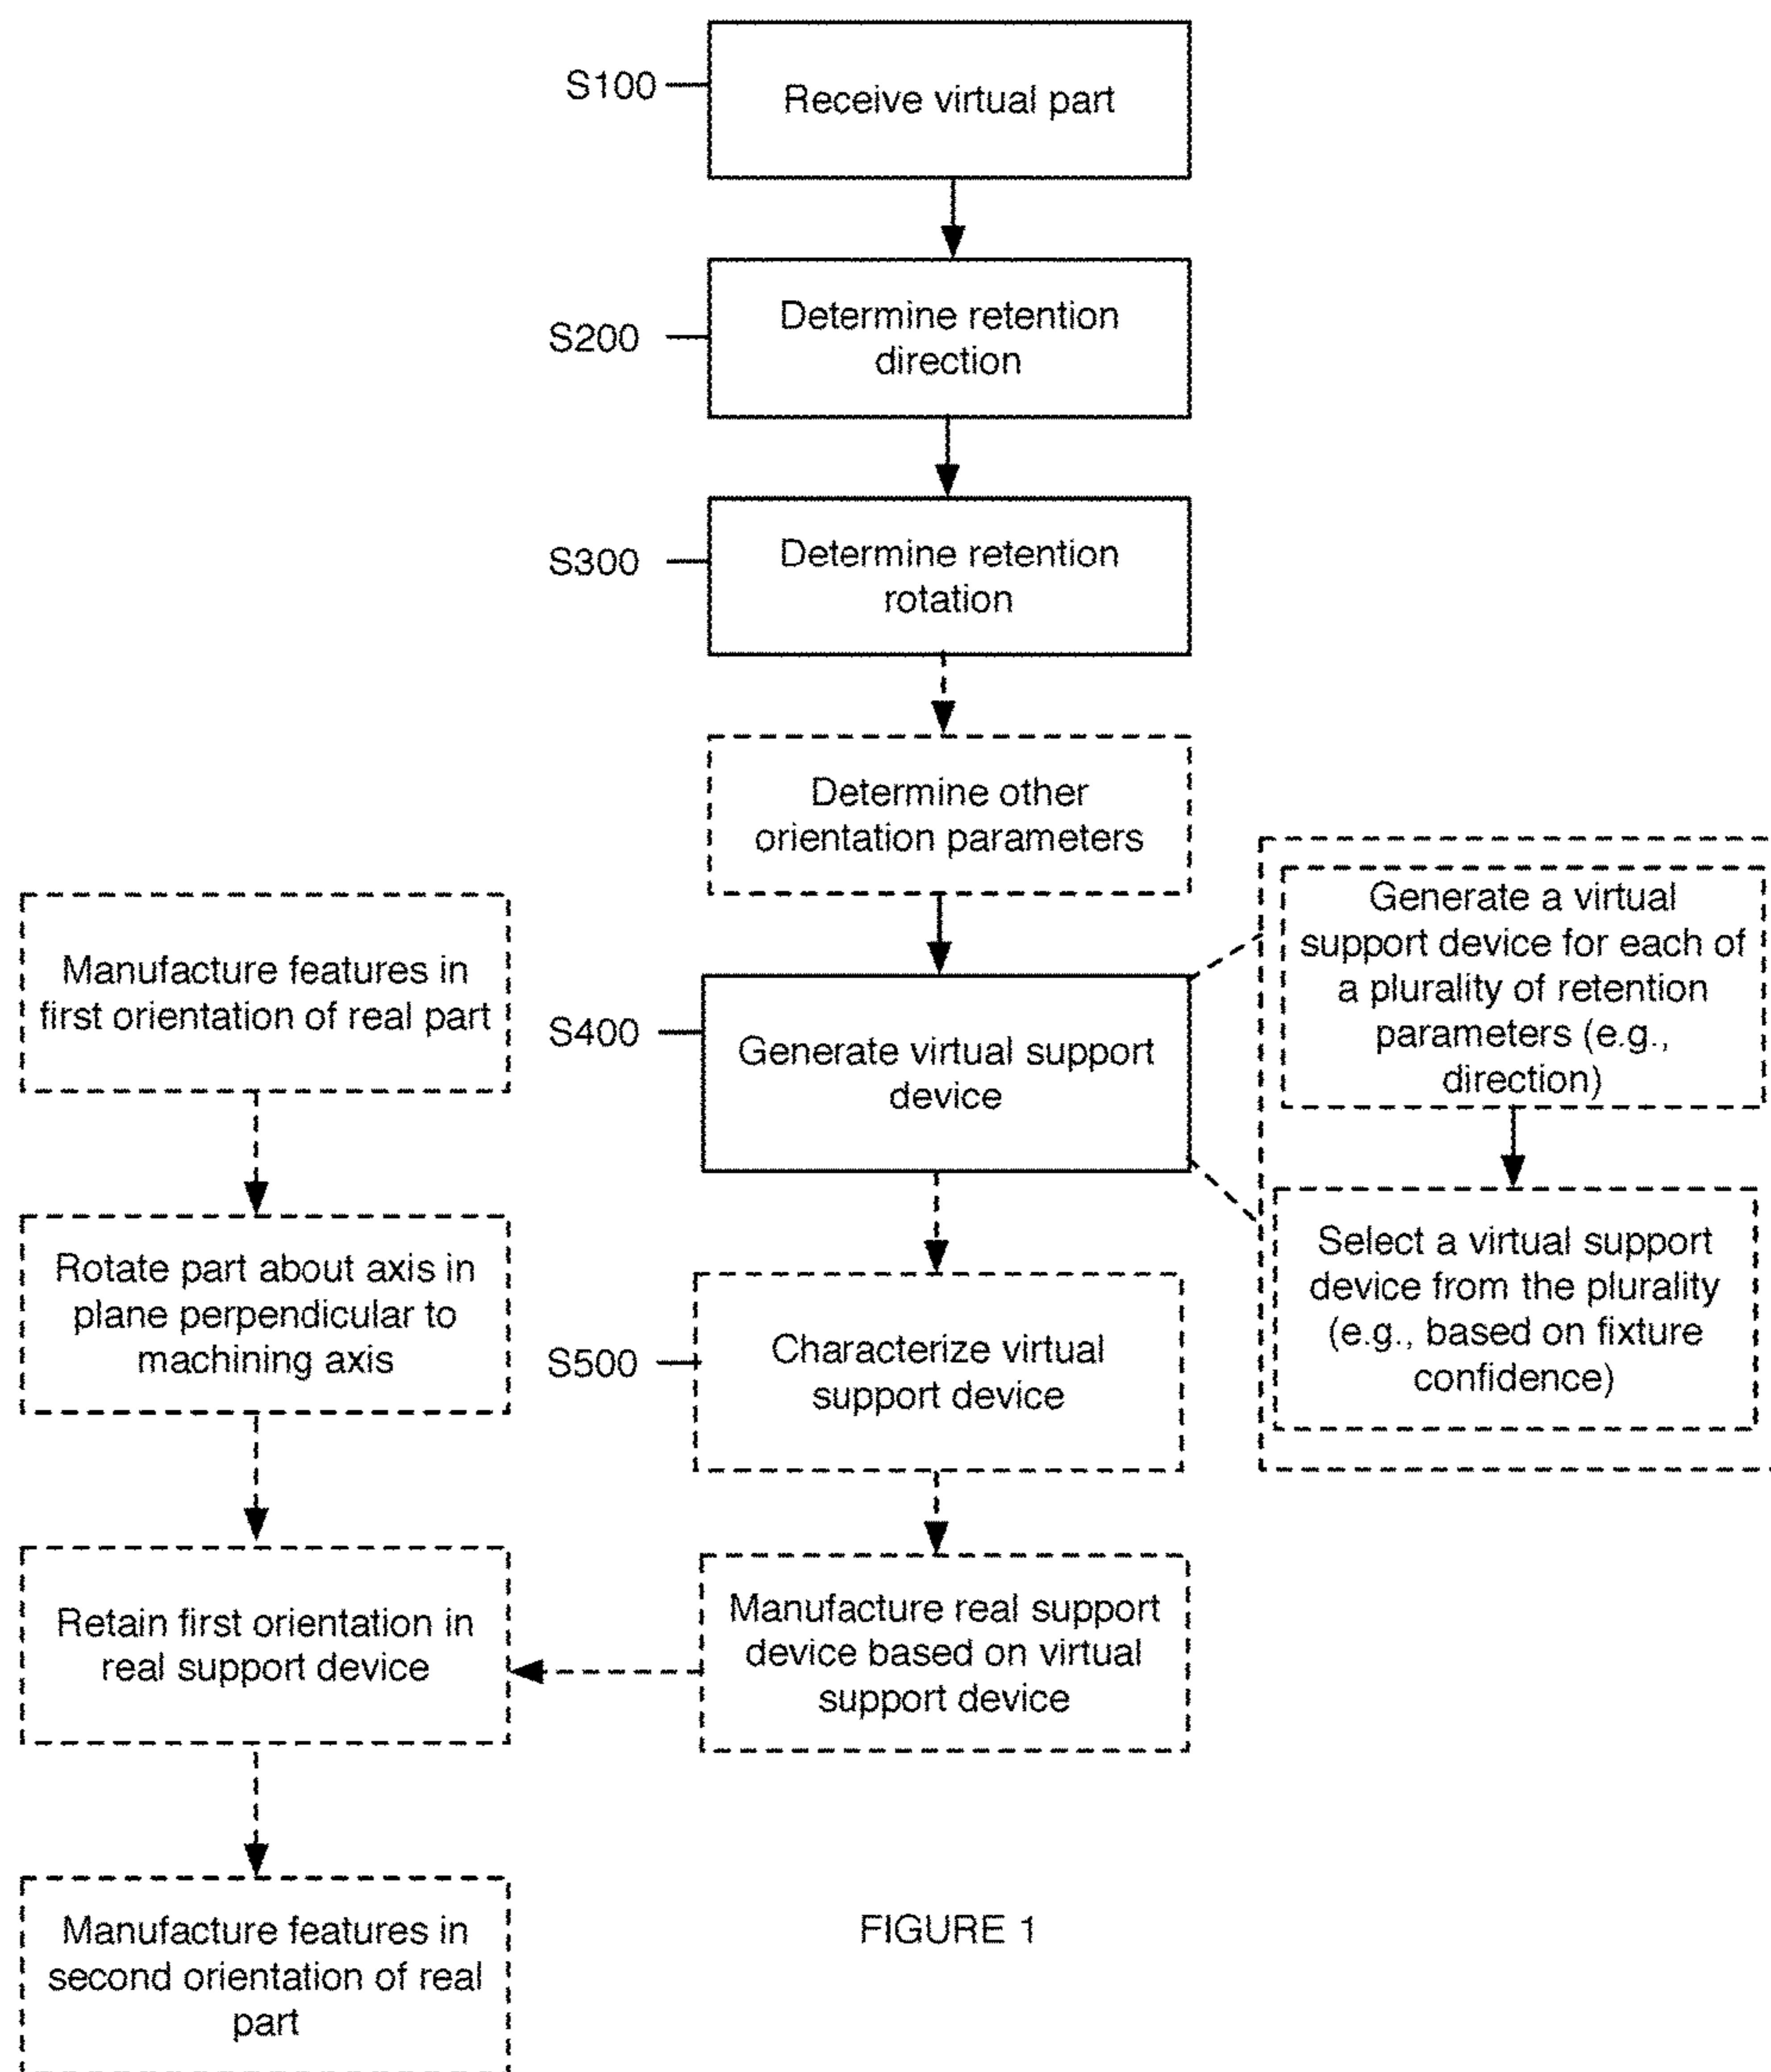 S100
Receive virtual part
S200
Determine retention
direction
S300
Determine retention
rotation
Determine other
orientation parameters
S400
Generate virtual support
device
Generate a virtual
support device for each of
a plurality of retention
parameters (e.g.,
direction)
Select a virtual support
device from the plurality
(e.g., based on fixture
confidence)
S500
Characterize virtual
support device
Manufacture real support
device based on virtual
support device
Manufacture features in
first orientation of real part
Rotate part about axis in
plane perpendicular to
machining axis
Retain first orientation in
real support device
Manufacture features in
second orientation of real
part
FIGURE 1